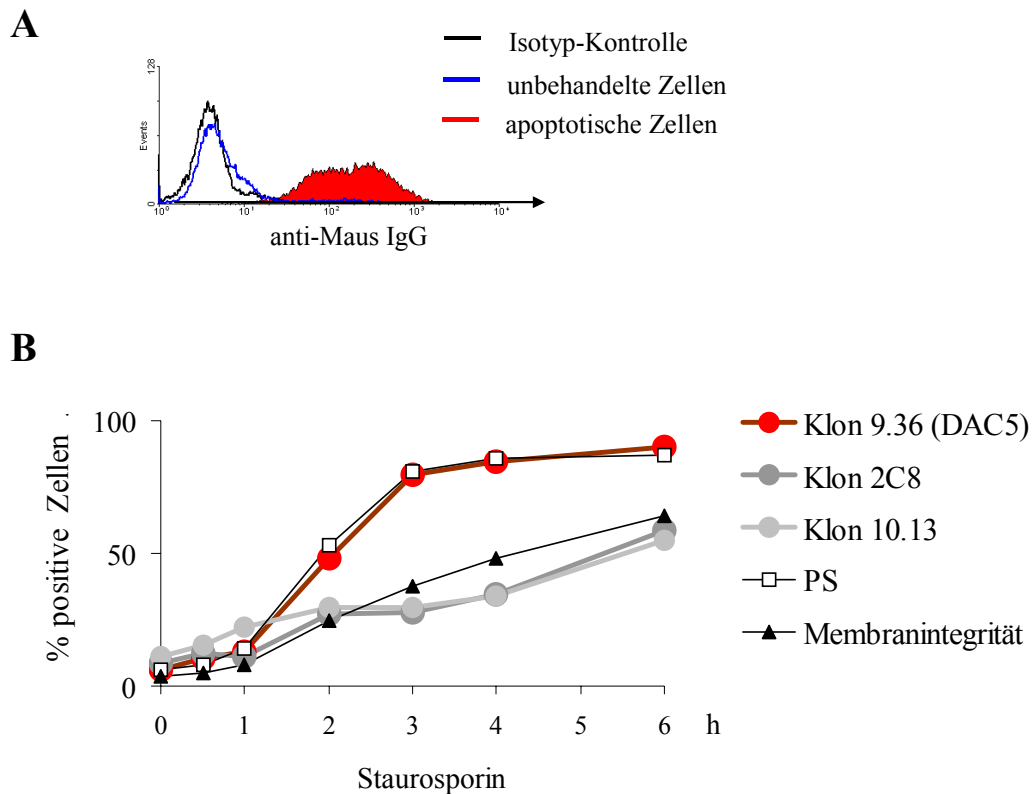 A
Isotyp-Kontrolle
unbehandelte Zellen
apoptotische Zellen
128
Events
0
10⁰ 10¹ 10² 10³ 10⁴
anti-Maus IgG
B
% positive Zellen .
100
50
0
0 1 2 3 4 5 6 h
Staurosporin
Klon 9.36 (DAC5)
Klon 2C8
Klon 10.13
PS
Membranintegrität